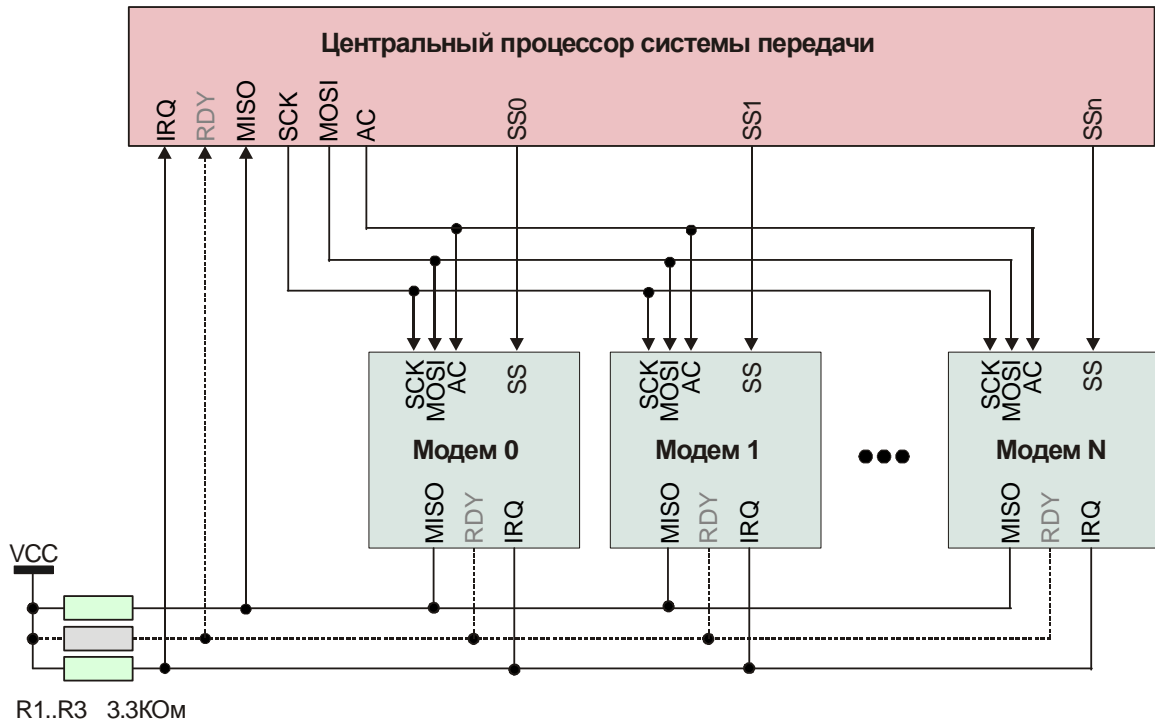 Центральный процессор системы передачи
IRQ
RDY
MISO
SCK
MOSI
AC
SS0
SS1
SSn
SCK
MOSI
AC
SS
Модем 0
MISO
RDY
IRQ
SCK
MOSI
AC
SS
Модем 1
MISO
RDY
IRQ
SCK
MOSI
AC
SS
Модем N
MISO
RDY
IRQ
VCC
R1..R3 3.3КОм